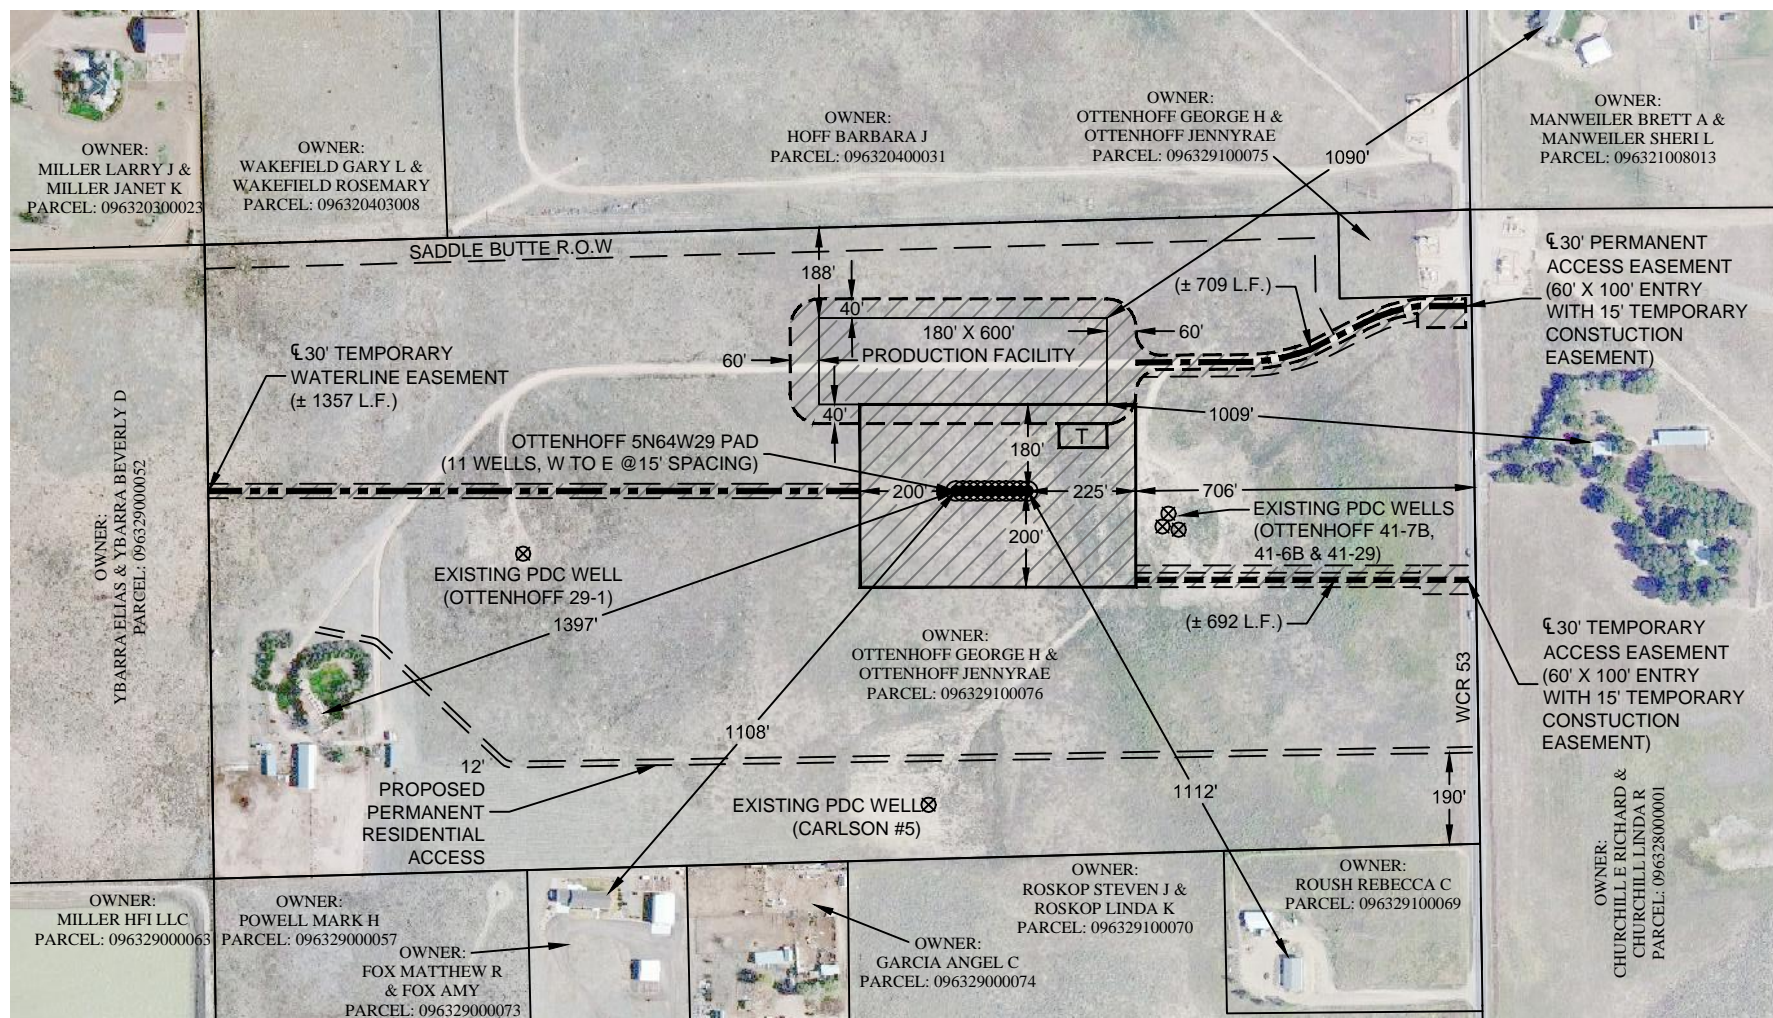 OWNER:
MILLER LARRY J &
MILLER JANET K
PARCEL: 096320300023
OWNER:
WAKEFIELD GARY L &
WAKEFIELD ROSEMARY
PARCEL: 096320403008
OWNER:
HOFF BARBARA J
PARCEL: 096320400031
OWNER:
OTTENHOFF GEORGE H &
OTTENHOFF JENNYRAE
PARCEL: 096329100075
1090'
OWNER:
MANWEILER BRETT A &
MANWEILER SHERI L
PARCEL: 096321008013
SADDLE BUTTE R.O.W
188'
40'
180' X 600'
PRODUCTION FACILITY
60'
60'
40'
(± 709 L.F.)
℄30' PERMANENT
ACCESS EASEMENT
(60' X 100' ENTRY
WITH 15' TEMPORARY
CONSTUCTION
EASEMENT)
℄30' TEMPORARY
WATERLINE EASEMENT
(± 1357 L.F.)
OWNER:
YBARRA ELIAS & YBARRA BEVERLY D
PARCEL: 096329000052
OTTENHOFF 5N64W29 PAD
(11 WELLS, W TO E @15' SPACING)
1009'
T
180'
200'
225'
706'
200'
EXISTING PDC WELLS
(OTTENHOFF 41-7B,
41-6B & 41-29)
EXISTING PDC WELL
(OTTENHOFF 29-1)
1397'
(± 692 L.F.)
OWNER:
OTTENHOFF GEORGE H &
OTTENHOFF JENNYRAE
PARCEL: 096329100076
WCR 53
℄30' TEMPORARY
ACCESS EASEMENT
(60' X 100' ENTRY
WITH 15' TEMPORARY
CONSTUCTION
EASEMENT)
1108'
12'
PROPOSED
PERMANENT
RESIDENTIAL
ACCESS
EXISTING PDC WELL
(CARLSON #5)
1112'
190'
OWNER:
CHURCHILL E RICHARD &
CHURCHILL LINDA R
PARCEL: 096328000001
OWNER:
MILLER HFI LLC
PARCEL: 096329000063
OWNER:
POWELL MARK H
PARCEL: 096329000057
OWNER:
FOX MATTHEW R
& FOX AMY
PARCEL: 096329000073
OWNER:
GARCIA ANGEL C
PARCEL: 096329000074
OWNER:
ROSKOP STEVEN J &
ROSKOP LINDA K
PARCEL: 096329100070
OWNER:
ROUSH REBECCA C
PARCEL: 096329100069